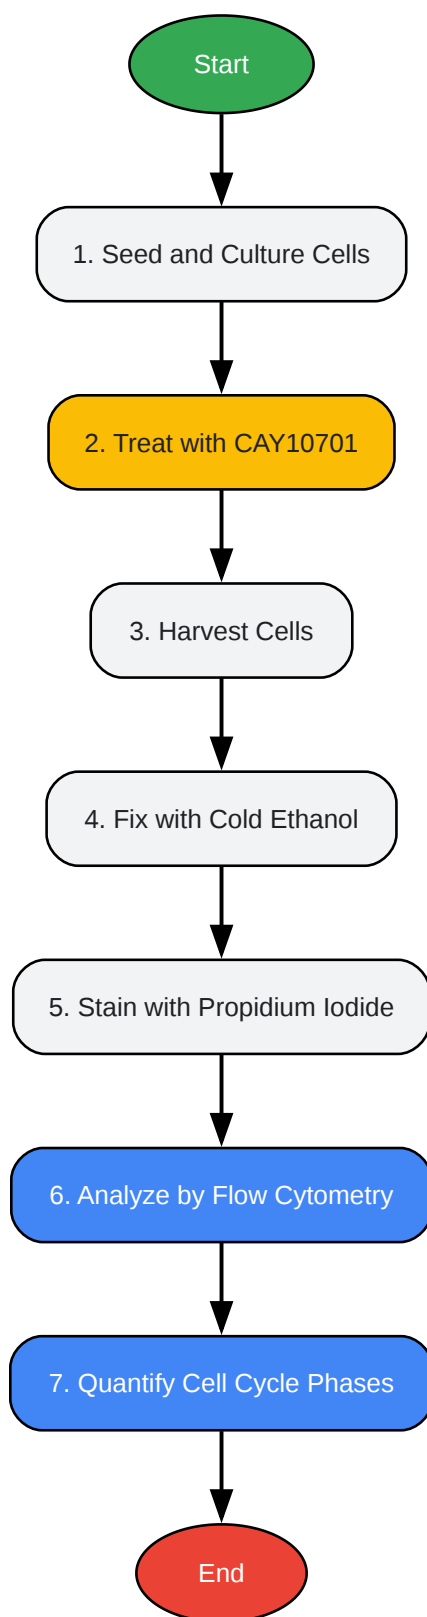 Start
1. Seed and Culture Cells
2. Treat with CAY10701
3. Harvest Cells
4. Fix with Cold Ethanol
5. Stain with Propidium Iodide
6. Analyze by Flow Cytometry
7. Quantify Cell Cycle Phases
End